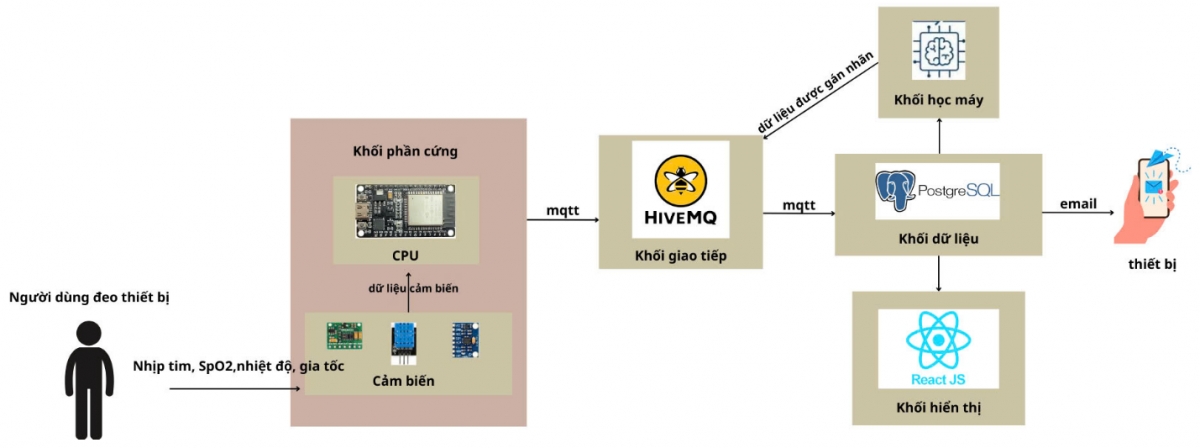 Khối học máy
dữ liệu được gán nhãn
Khối phần cứng
CPU
dữ liệu cảm biến
Cảm biến
Người dùng đeo thiết bị
Nhịp tim, SpO2,nhiệt độ, gia tốc
mqtt
HIVEMQ
Khối giao tiếp
mqtt
PostgreSQL
Khối dữ liệu
email
thiết bị
React JS
Khối hiển thị